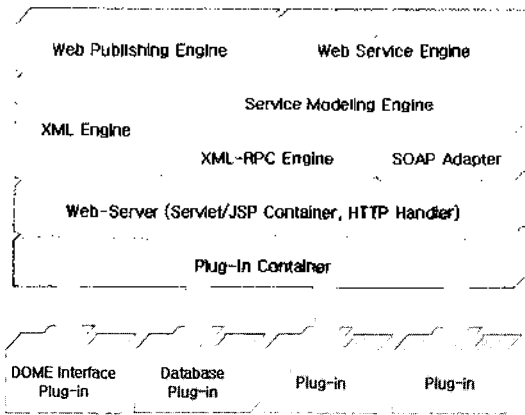 Web Publishing Engine
Web Service Engine
Service Modeling Engine
XML Engine
XML-RPC Engine
SOAP Adapter
Web-Server (Servlet/JSP Container, HTTP Handler)
Plug-In Container
DOME Interface
Plug-in
Database
Plug-in
Plug-in
Plug-in